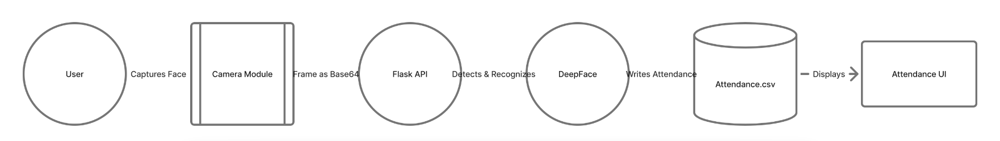 User
Captures Face
Camera Module
Frame as Base64
Flask API
Detects & Recognizes
DeepFace
Writes Attendance
Attendance.csv
Displays
Attendance UI